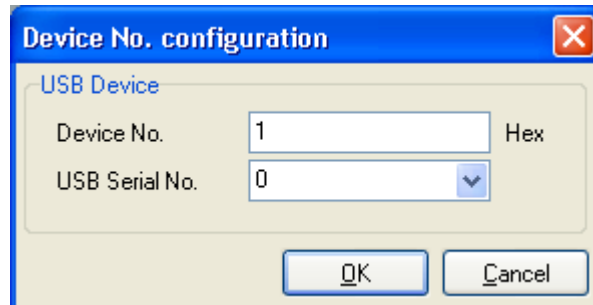 Device No. configuration
USB Device
Device No. 1 Hex
USB Serial No. 0
OK Cancel